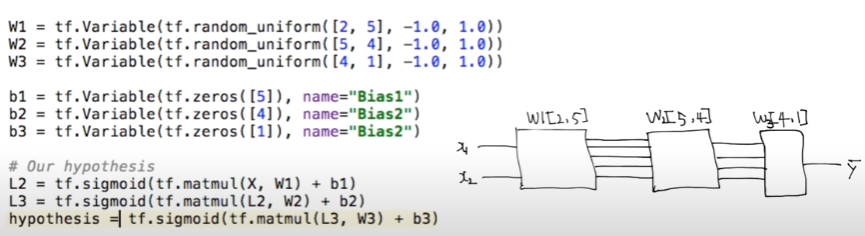 W1 = tf.Variable(tf.random_uniform([2, 5], -1.0, 1.0))
W2 = tf.Variable(tf.random_uniform([5, 4], -1.0, 1.0))
W3 = tf.Variable(tf.random_uniform([4, 1], -1.0, 1.0))
b1 = tf.Variable(tf.zeros([5]), name="Bias1")
b2 = tf.Variable(tf.zeros([4]), name="Bias2")
b3 = tf.Variable(tf.zeros([1]), name="Bias2")
# Our hypothesis
L2 = tf.sigmoid(tf.matmul(X, W1) + b1)
L3 = tf.sigmoid(tf.matmul(L2, W2) + b2)
hypothesis = tf.sigmoid(tf.matmul(L3, W3) + b3)
W1[2,5] W2[5,4] W3[4,1]
x1
x2
Ȳ